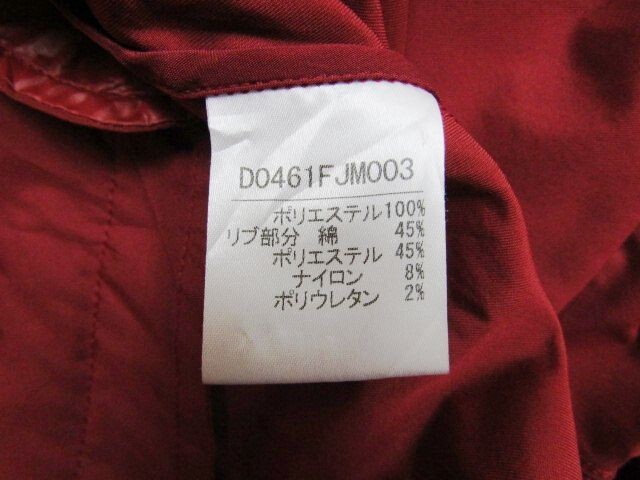 D0461FJM003
ポリエステル100%
リブ部分 綿 45%
ポリエステル 45%
ナイロン 8%
ポリウレタン 2%